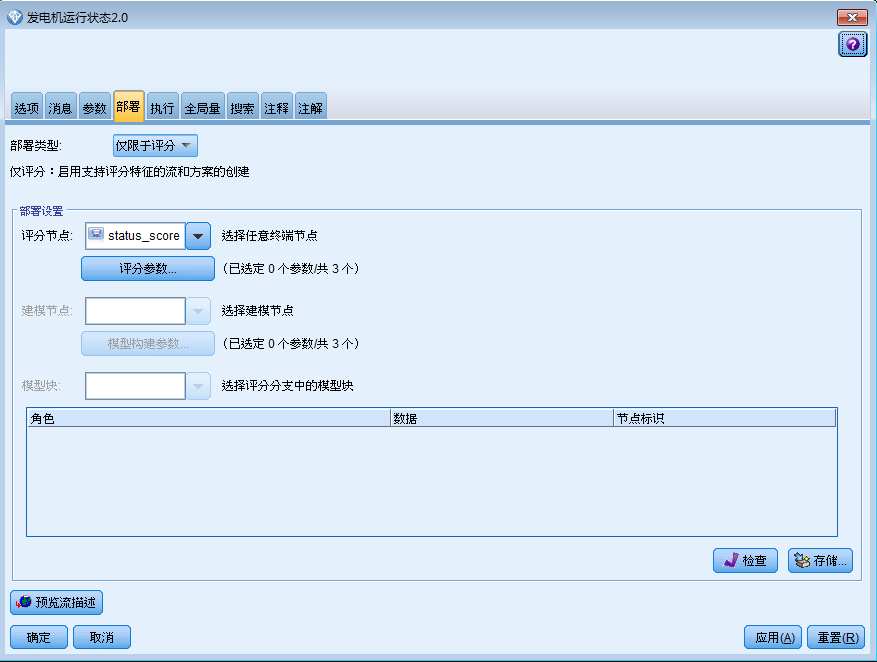 发电机运行状态2.0
选项 消息 参数 部署 执行 全局量 搜索 注释 注解
部署类型: 仅限于评分
仅评分：启用支持评分特征的流和方案的创建
部署设置
评分节点: status_score 选择任意终端节点
评分参数... （已选定 0 个参数/共 3 个）
建模节点: 选择建模节点
模型构建参数... （已选定 0 个参数/共 3 个）
模型块: 选择评分分支中的模型块
角色 数据 节点标识
检查 存储...
预览流描述
确定 取消 应用(A) 重置(R)